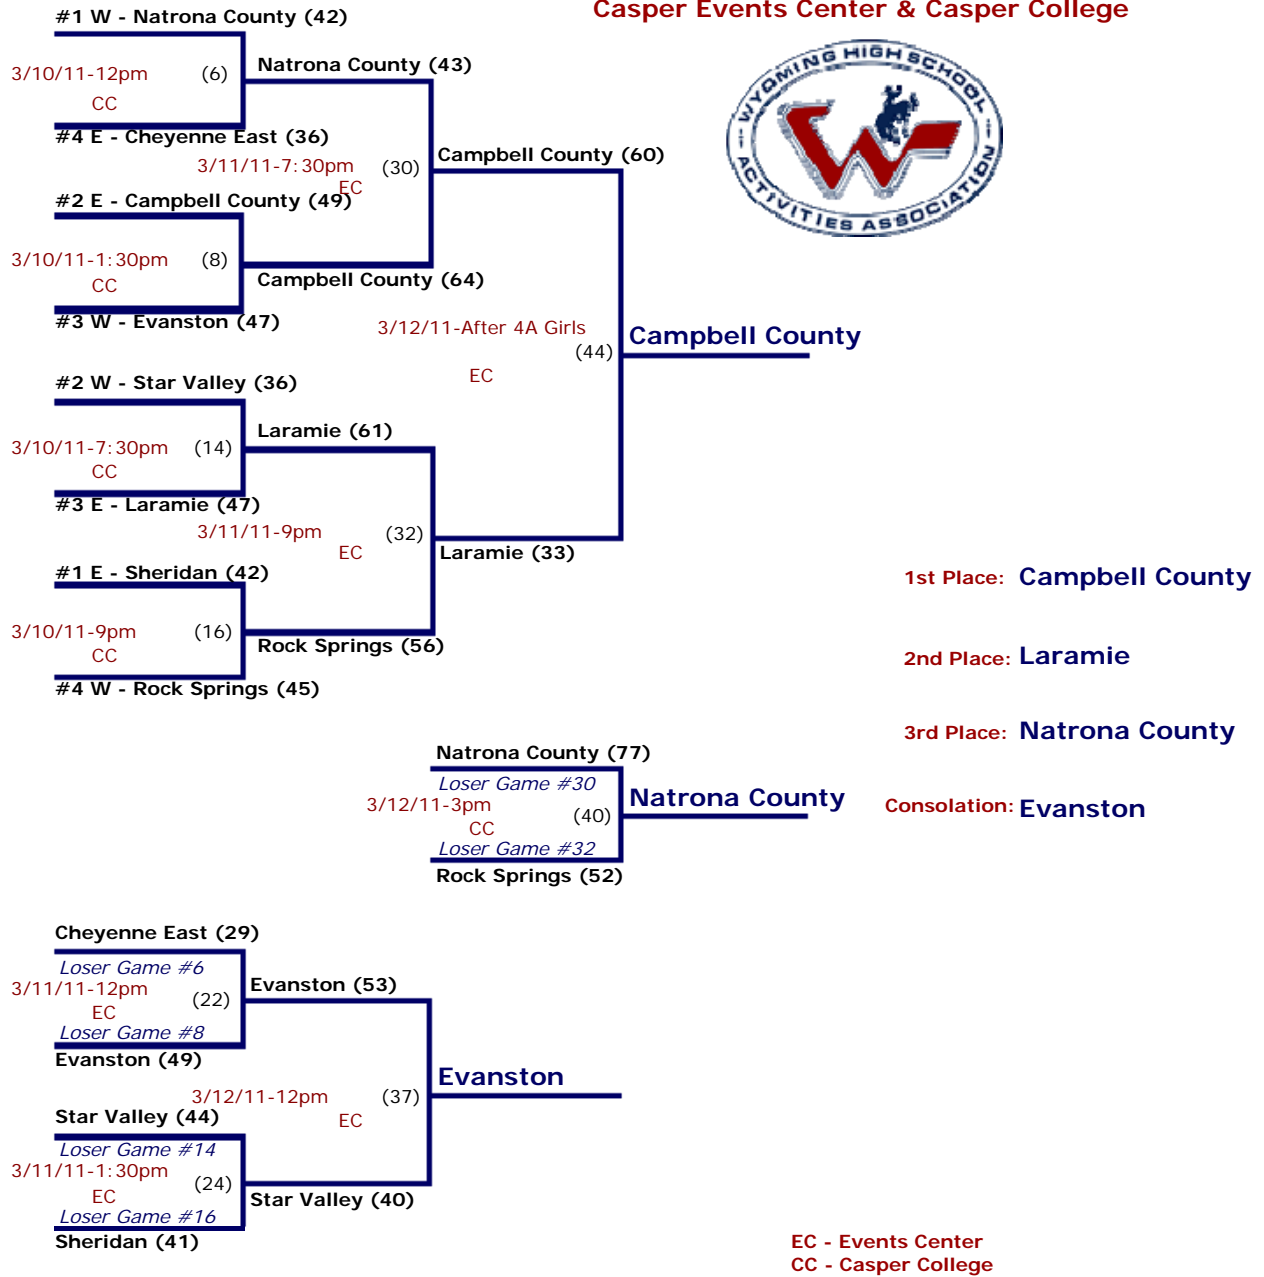 Casper Events Center & Casper College
WYOMING HIGH SCHOOL
ACTIVITIES ASSOCIATION
W
#1 W - Natrona County (42)
3/10/11-12pm
(6)
CC
#4 E - Cheyenne East (36)
Natrona County (43)
3/11/11-7:30pm
(30)
EC
#2 E - Campbell County (49)
3/10/11-1:30pm
(8)
CC
#3 W - Evanston (47)
Campbell County (64)
Campbell County (60)
3/12/11-After 4A Girls
(44)
EC
Campbell County
#2 W - Star Valley (36)
3/10/11-7:30pm
(14)
CC
#3 E - Laramie (47)
Laramie (61)
3/11/11-9pm
(32)
EC
Laramie (33)
#1 E - Sheridan (42)
3/10/11-9pm
(16)
CC
#4 W - Rock Springs (45)
Rock Springs (56)
1st Place: Campbell County
2nd Place: Laramie
3rd Place: Natrona County
Consolation: Evanston
Natrona County (77)
Loser Game #30
3/12/11-3pm
(40)
CC
Loser Game #32
Rock Springs (52)
Natrona County
Cheyenne East (29)
Loser Game #6
3/11/11-12pm
(22)
EC
Loser Game #8
Evanston (49)
Evanston (53)
3/12/11-12pm
(37)
EC
Evanston
Star Valley (44)
Loser Game #14
3/11/11-1:30pm
(24)
EC
Loser Game #16
Sheridan (41)
Star Valley (40)
EC - Events Center
CC - Casper College